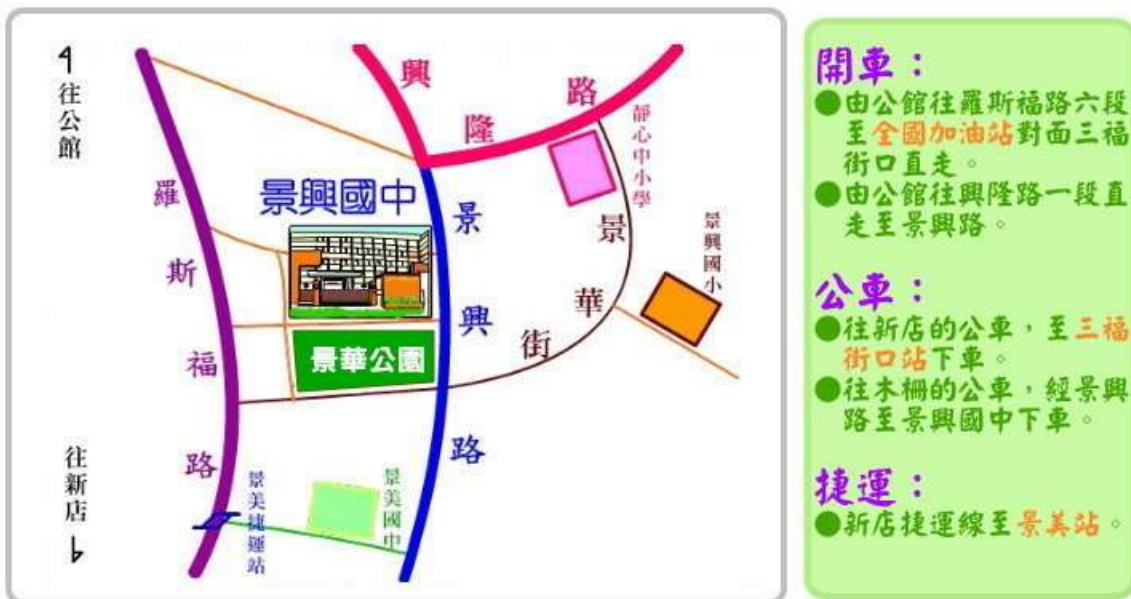 往公館
興隆路
靜心中小學
羅斯福路
景興國中
景興路
景華街
景興國小
景華公園
往新店
景美捷運站
景美國中
開車：
●由公館往羅斯福路六段
至全國加油站對面三福
街口直走。
●由公館往興隆路一段直
走至景興路。
公車：
●往新店的公車，至三福
街口站下車。
●往木柵的公車，經景興
路至景興國中下車。
捷運：
●新店捷運線至景美站。